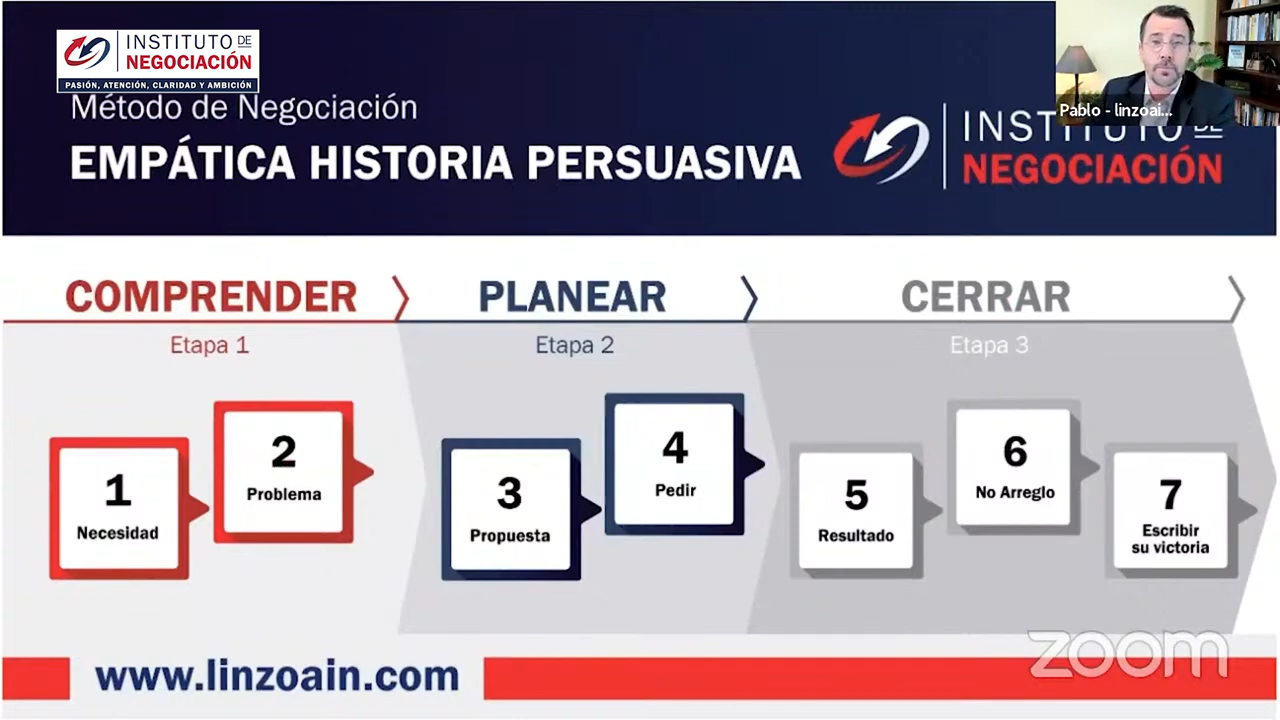 INSTITUTO DE
NEGOCIACIÓN
PASIÓN, ATENCIÓN, CLARIDAD Y AMBICIÓN
Método de Negociación
EMPÁTICA HISTORIA PERSUASIVA
Pablo - linzoai...
INSTITUTO DE
NEGOCIACIÓN
COMPRENDER
PLANEAR
CERRAR
Etapa 1
Etapa 2
Etapa 3
1
Necesidad
2
Problema
3
Propuesta
4
Pedir
5
Resultado
6
No Arreglo
7
Escribir
su victoria
www.linzoain.com
zoom